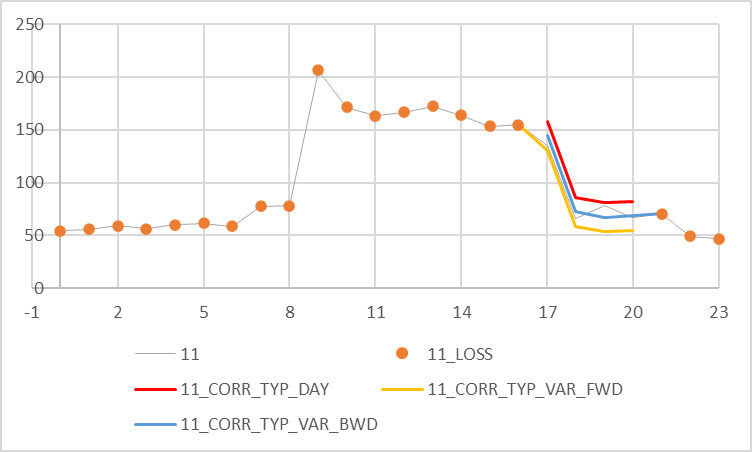 250
200
150
100
50
0
-1 2 5 8 11 14 17 20 23
11 11_LOSS
11_CORR_TYP_DAY 11_CORR_TYP_VAR_FWD
11_CORR_TYP_VAR_BWD